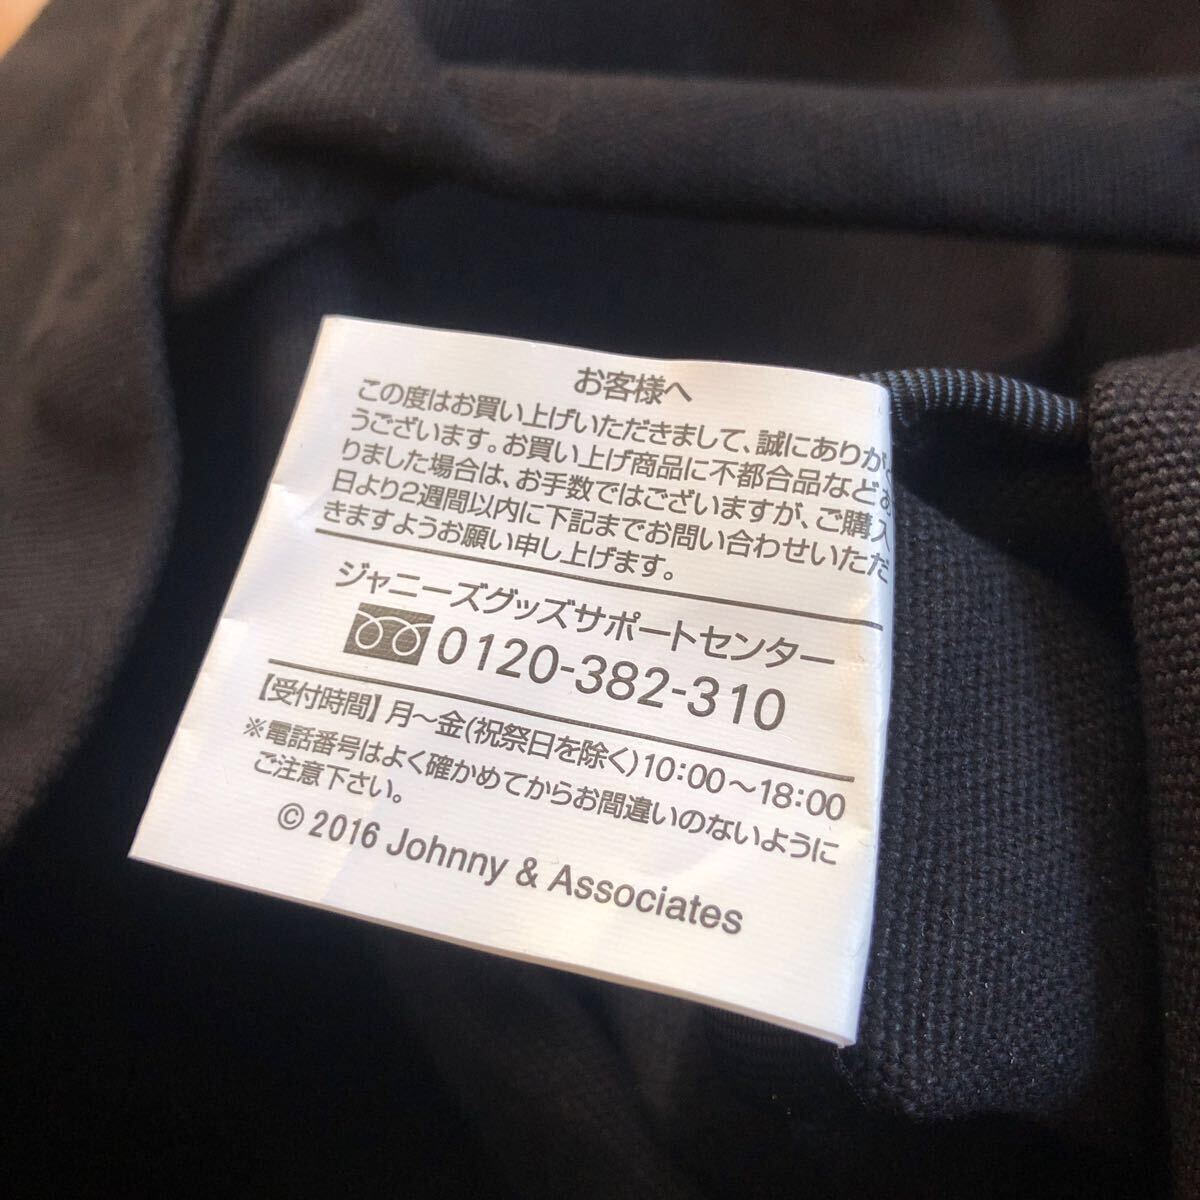 お客様へ
この度はお買い上げいただきまして、誠にありがと
うございます。お買い上げ商品に不都合品などあ
りました場合は、お手数ではございますが、ご購入
日より2週間以内に下記までお問い合わせいただ
きますようお願い申し上げます。
ジャニーズグッズサポートセンター
0120-382-310
【受付時間】月～金(祝祭日を除く)10:00～18:00
※電話番号はよく確かめてからお間違いのないように
ご注意下さい。
© 2016 Johnny & Associates